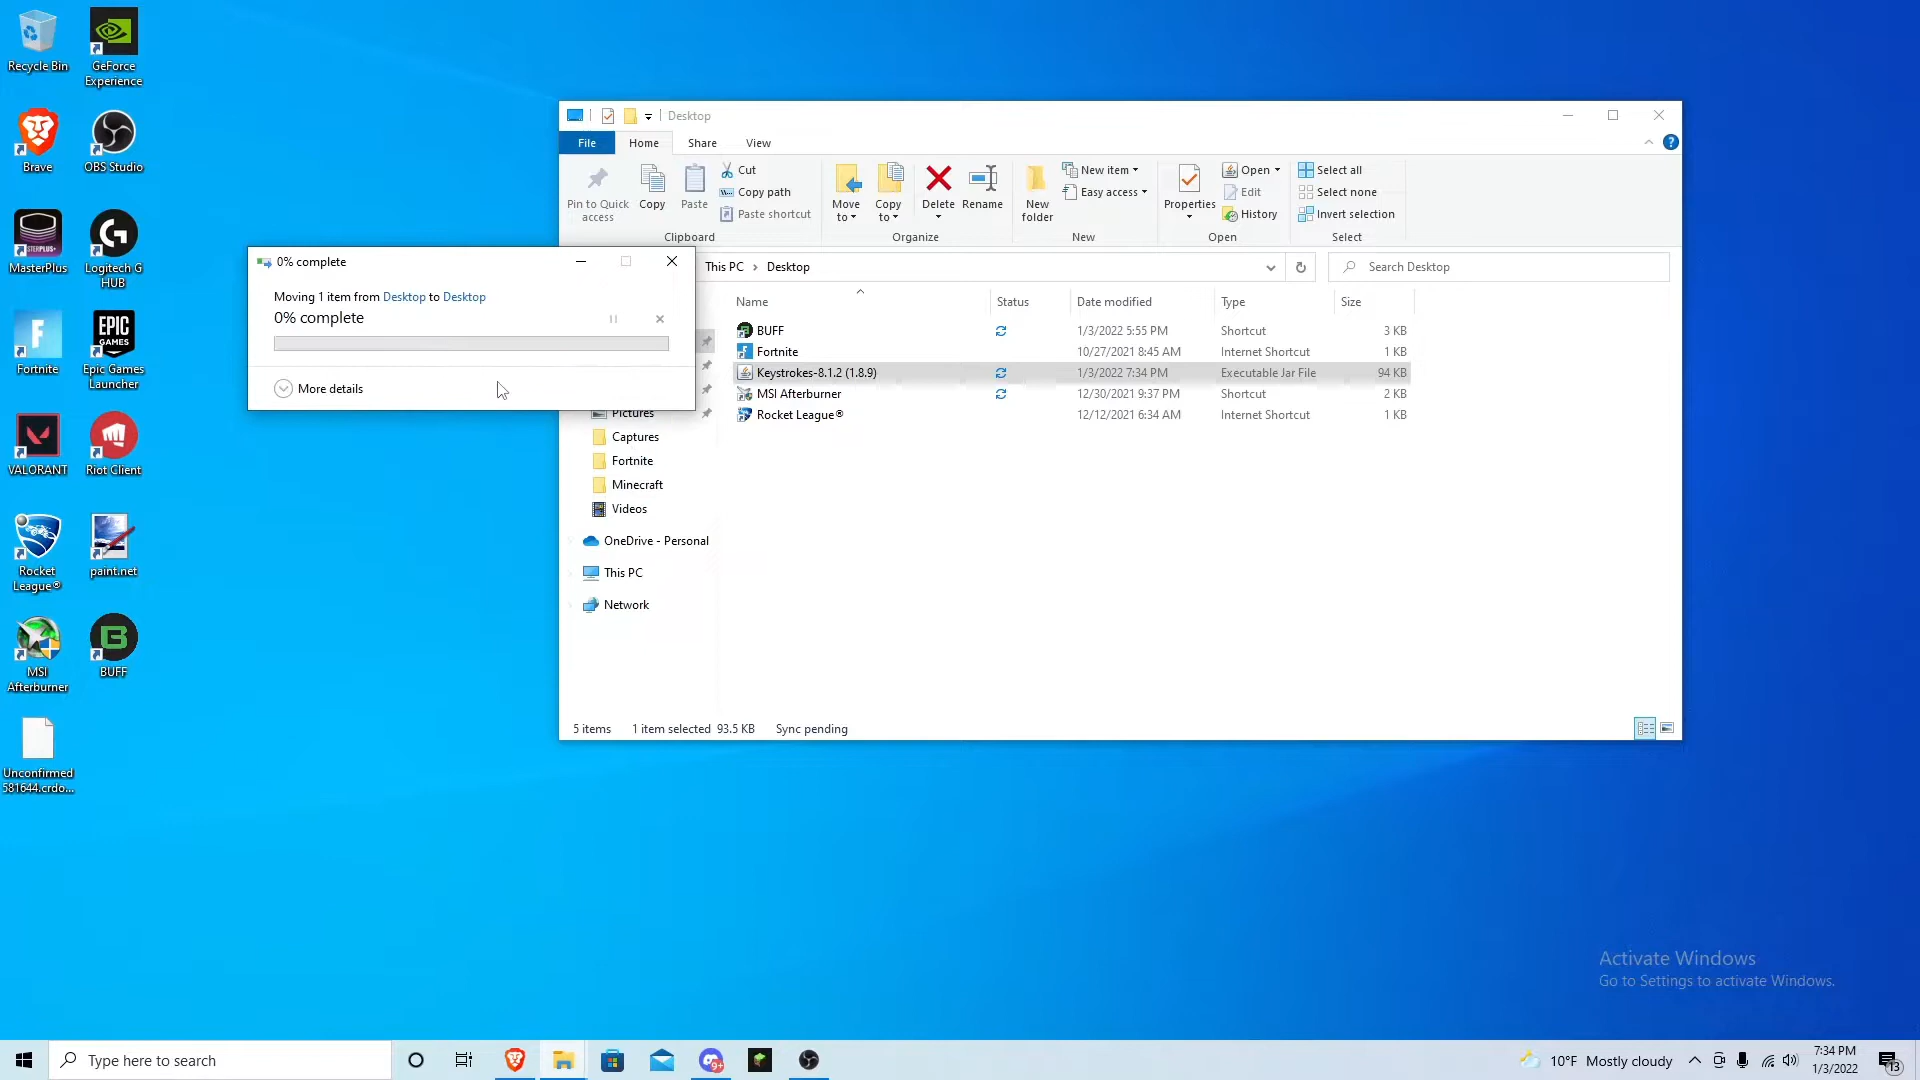 Recycle Bin
GeForce
Experience
Brave
OBS Studio
MasterPlus
Logitech G
HUB
Fortnite
EPIC
GAMES
Epic Games
Launcher
VALORANT
Riot Client
Rocket
League®
paint.net
MSI
Afterburner
BUFF
Unconfirmed
581644.crdo...
Desktop
File Home Share View
Pin to Quick
access
Copy
Paste
Cut
Copy path
Paste shortcut
Clipboard
Move
to
Copy
to
Delete
Rename
Organize
New
folder
New item
Easy access
New
Properties
Open
Edit
History
Open
Select all
Select none
Invert selection
Select
0% complete
Moving 1 item from Desktop to Desktop
0% complete
More details
This PC > Desktop
Search Desktop
Name Status Date modified Type Size
BUFF 1/3/2022 5:55 PM Shortcut 3 KB
Fortnite 10/27/2021 8:45 AM Internet Shortcut 1 KB
Keystrokes-8.1.2 (1.8.9) 1/3/2022 7:34 PM Executable Jar File 94 KB
MSI Afterburner 12/30/2021 9:37 PM Shortcut 2 KB
Rocket League® 12/12/2021 6:34 AM Internet Shortcut 1 KB
Pictures
Captures
Fortnite
Minecraft
Videos
OneDrive - Personal
This PC
Network
5 items 1 item selected 93.5 KB Sync pending
Activate Windows
Go to Settings to activate Windows.
Type here to search
9+
10°F Mostly cloudy
7:34 PM
1/3/2022
13